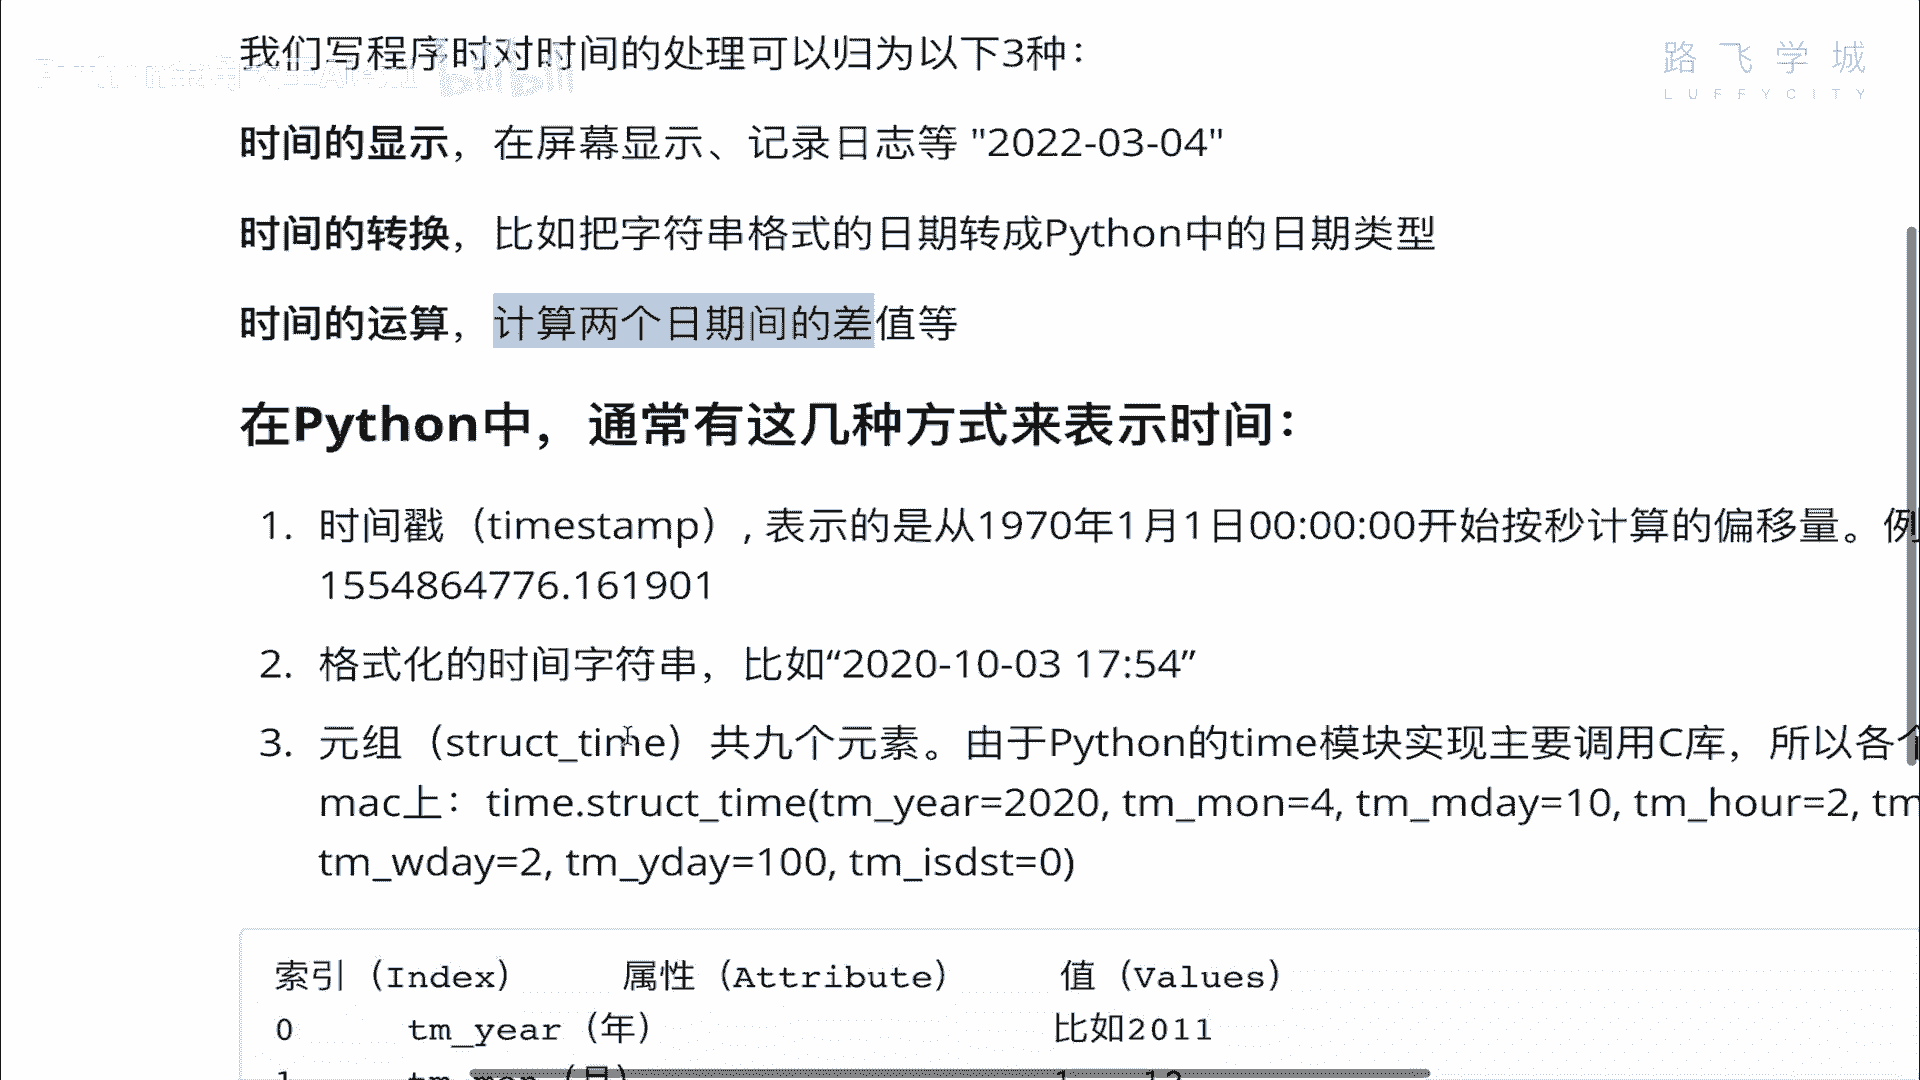 我们写程序时对时间的处理可以归为以下3种：
路飞学城
LUFFYCITY
时间的显示，在屏幕显示、记录日志等 "2022-03-04"
时间的转换，比如把字符串格式的日期转成Python中的日期类型
时间的运算，计算两个日期间的差值等
在Python中，通常有这几种方式来表示时间：
1. 时间戳（timestamp）, 表示的是从1970年1月1日00:00:00开始按秒计算的偏移量。例
1554864776.161901
2. 格式化的时间字符串，比如“2020-10-03 17:54”
3. 元组（struct_time）共九个元素。由于Python的time模块实现主要调用C库，所以各个
mac上：time.struct_time(tm_year=2020, tm_mon=4, tm_mday=10, tm_hour=2, tm
tm_wday=2, tm_yday=100, tm_isdst=0)
索引（Index） 属性（Attribute） 值（Values）
0 tm_year（年） 比如2011
1 tm_mon（月） 1 12